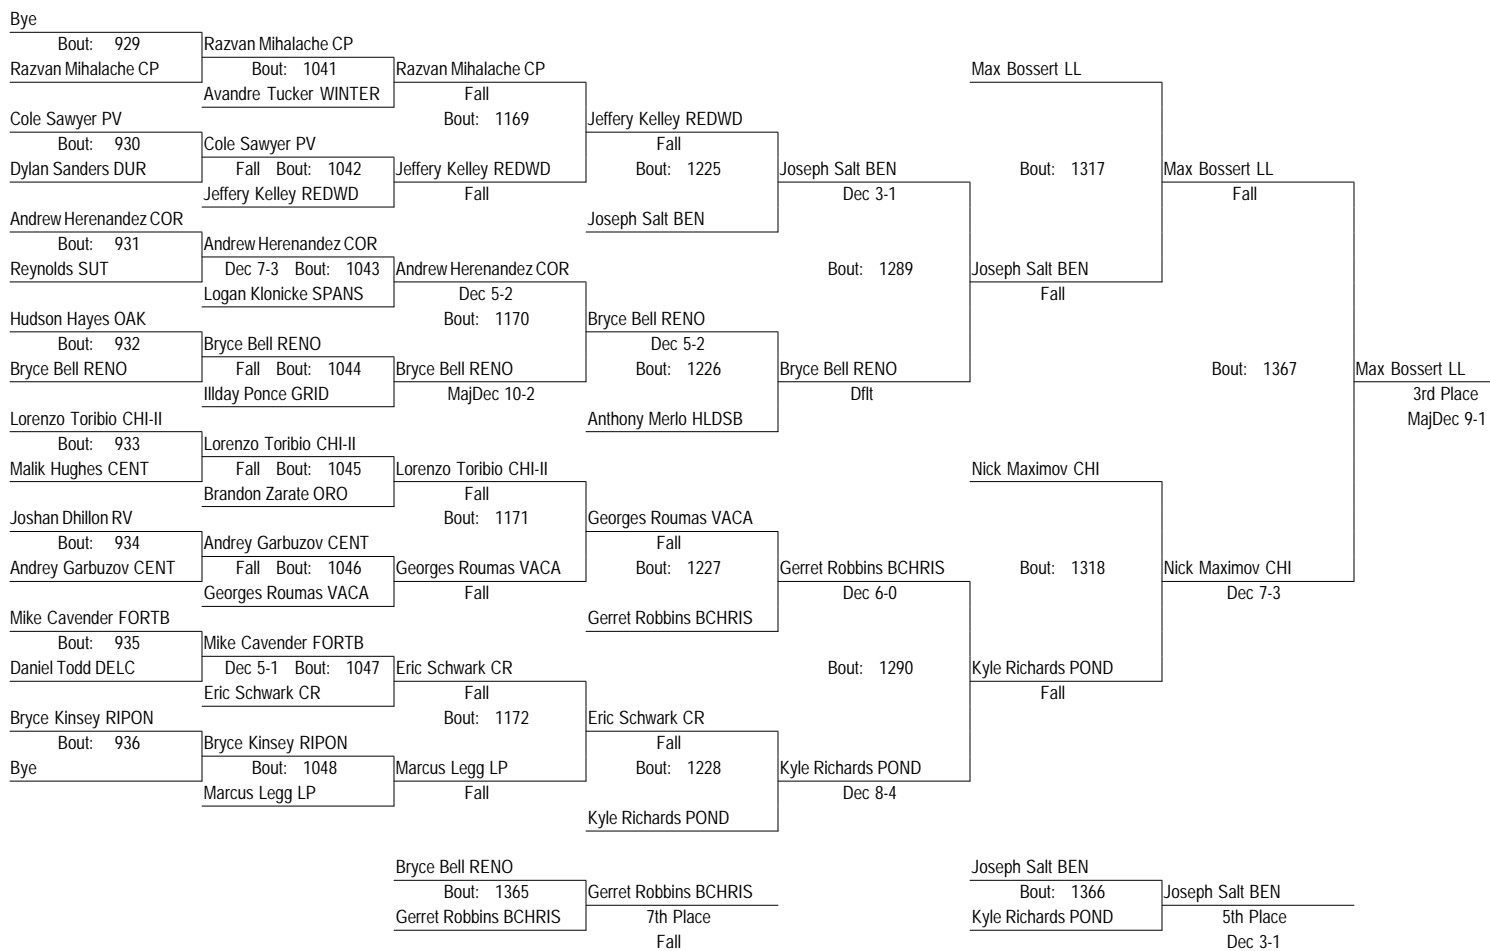 Bye
Bout: 929
Razvan Mihalache CP
Cole Sawyer PV
Bout: 930
Dylan Sanders DUR
Andrew Herenandez COR
Bout: 931
Reynolds SUT
Hudson Hayes OAK
Bout: 932
Bryce Bell RENO
Lorenzo Toribio CHI-II
Bout: 933
Malik Hughes CENT
Joshan Dhillon RV
Bout: 934
Andrey Garbuzov CENT
Mike Cavender FORTB
Bout: 935
Daniel Todd DELC
Bryce Kinsey RIPON
Bout: 936
Bye
Razvan Mihalache CP
Bout: 1041
Avandre Tucker WINTER
Cole Sawyer PV
Fall Bout: 1042
Jeffery Kelley REDWD
Andrew Herenandez COR
Dec 7-3 Bout: 1043
Logan Klonicke SPANS
Bryce Bell RENO
Fall Bout: 1044
Illday Ponce GRID
Lorenzo Toribio CHI-II
Fall Bout: 1045
Brandon Zarate ORO
Andrey Garbuzov CENT
Fall Bout: 1046
Georges Roumas VACA
Mike Cavender FORTB
Dec 5-1 Bout: 1047
Eric Schwark CR
Bryce Kinsey RIPON
Bout: 1048
Marcus Legg LP
Razvan Mihalache CP
Fall
Bout: 1169
Jeffery Kelley REDWD
Fall
Andrew Herenandez COR
Dec 5-2
Bout: 1170
Bryce Bell RENO
MajDec 10-2
Lorenzo Toribio CHI-II
Fall
Bout: 1171
Georges Roumas VACA
Fall
Eric Schwark CR
Fall
Bout: 1172
Marcus Legg LP
Fall
Jeffery Kelley REDWD
Fall
Bout: 1225
Joseph Salt BEN
Bryce Bell RENO
Dec 5-2
Bout: 1226
Anthony Merlo HLDSB
Georges Roumas VACA
Fall
Bout: 1227
Gerret Robbins BCHRIS
Eric Schwark CR
Fall
Bout: 1228
Kyle Richards POND
Joseph Salt BEN
Dec 3-1
Bout: 1289
Bryce Bell RENO
Dflt
Gerret Robbins BCHRIS
Dec 6-0
Bout: 1290
Kyle Richards POND
Dec 8-4
Max Bossert LL
Bout: 1317
Joseph Salt BEN
Fall
Nick Maximov CHI
Bout: 1318
Kyle Richards POND
Fall
Max Bossert LL
Fall
Bout: 1367
Nick Maximov CHI
Dec 7-3
Max Bossert LL
3rd Place
MajDec 9-1
Bryce Bell RENO
Bout: 1365
Gerret Robbins BCHRIS
Gerret Robbins BCHRIS
7th Place
Fall
Joseph Salt BEN
Bout: 1366
Kyle Richards POND
Joseph Salt BEN
5th Place
Dec 3-1